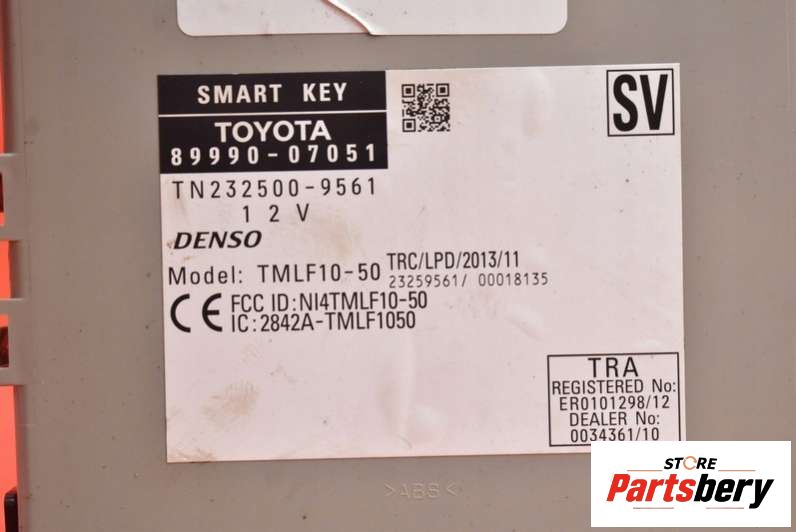 SMART KEY
TOYOTA
89990-07051
SV
TN232500-9561
12V
DENSO
Model: TMLF10-50
TRC/LPD/2013/11
23259561/ 00018135
CE FCC ID:NI4TMLF10-50
IC:2842A-TMLF1050
TRA
REGISTERED No:
ER0101298/12
DEALER No:
0034361/10
>ABS<
STORE
Partsbery